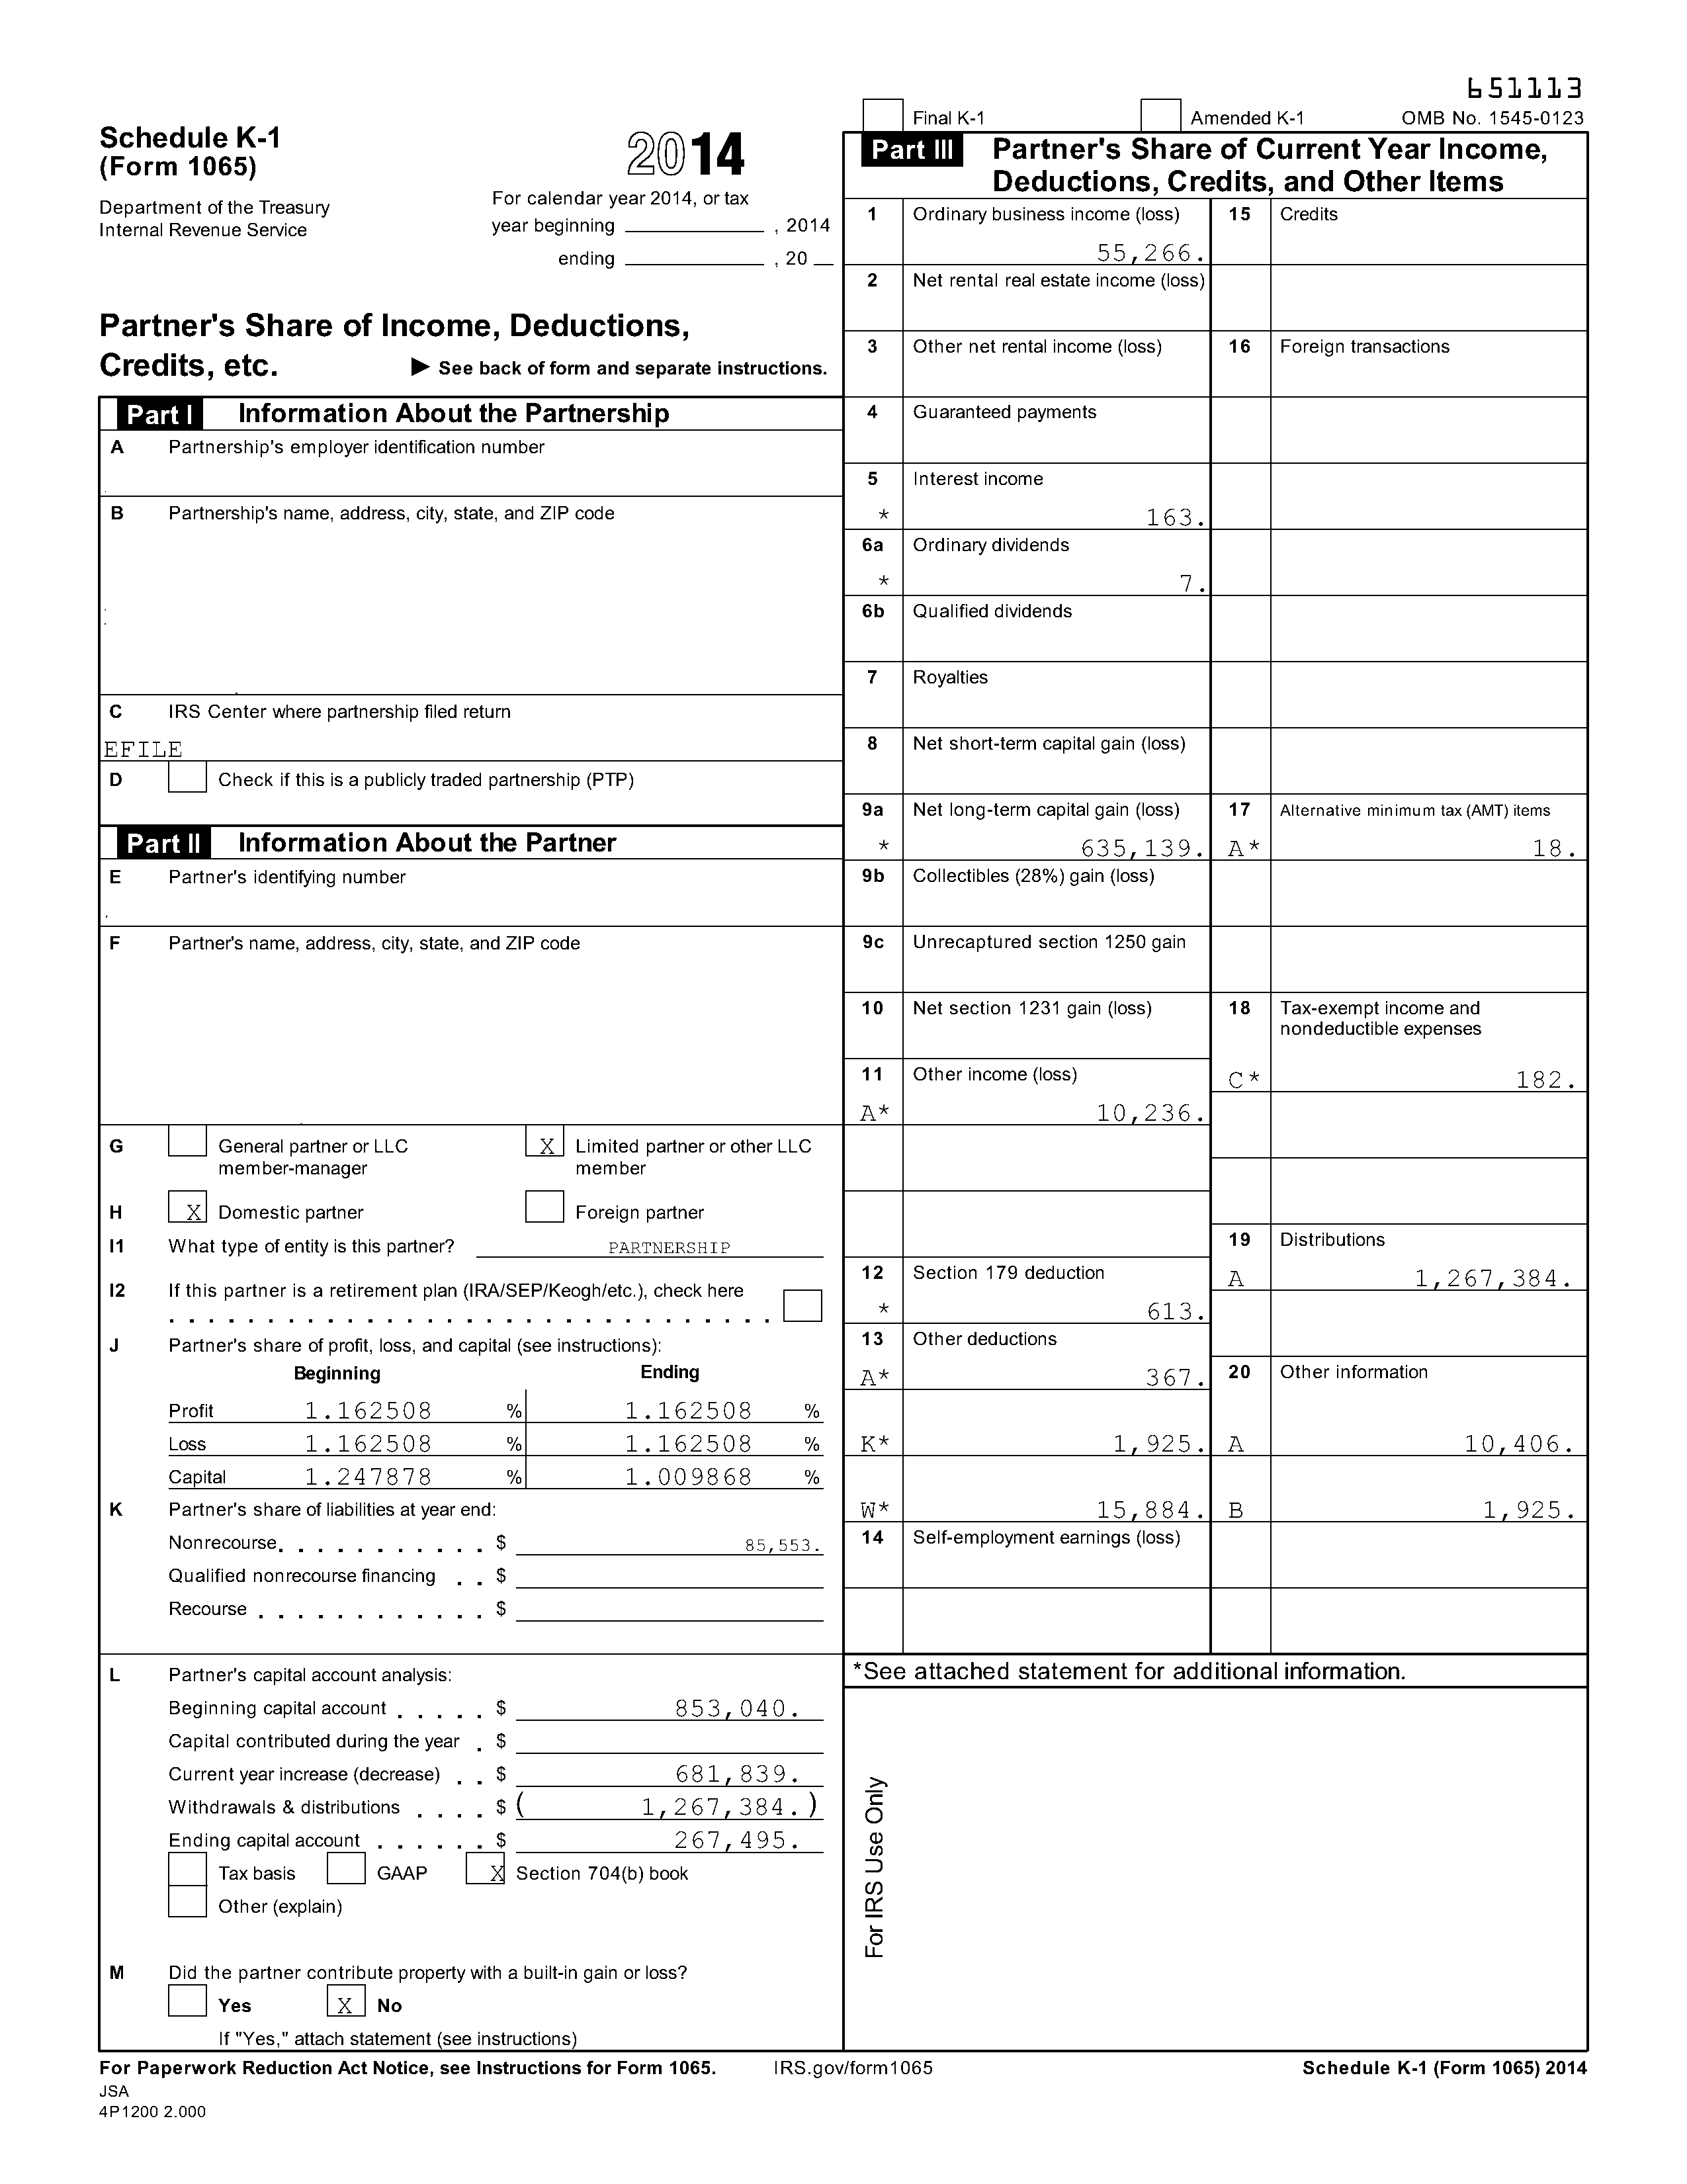 651113
Final K-1 Amended K-1 OMB No. 1545-0123
Schedule K-1
(Form 1065)
2014
Department of the Treasury
Internal Revenue Service
For calendar year 2014, or tax
year beginning , 2014
ending , 20
Partner's Share of Income, Deductions,
Credits, etc. ► See back of form and separate instructions.
Part I Information About the Partnership
A Partnership's employer identification number
B Partnership's name, address, city, state, and ZIP code
C IRS Center where partnership filed return
EFILE
D Check if this is a publicly traded partnership (PTP)
Part II Information About the Partner
E Partner's identifying number
F Partner's name, address, city, state, and ZIP code
G General partner or LLC member-manager X Limited partner or other LLC member
H X Domestic partner Foreign partner
I1 What type of entity is this partner? PARTNERSHIP
I2 If this partner is a retirement plan (IRA/SEP/Keogh/etc.), check here
J Partner's share of profit, loss, and capital (see instructions):
Beginning Ending
Profit 1.162508 % 1.162508 %
Loss 1.162508 % 1.162508 %
Capital 1.247878 % 1.009868 %
K Partner's share of liabilities at year end:
Nonrecourse. . . . . . . . . . . $ 85,553.
Qualified nonrecourse financing . . $
Recourse . . . . . . . . . . . . $
L Partner's capital account analysis:
Beginning capital account . . . . . $ 853,040.
Capital contributed during the year . $
Current year increase (decrease) . . $ 681,839.
Withdrawals & distributions . . . . $ ( 1,267,384. )
Ending capital account . . . . . . $ 267,495.
Tax basis GAAP X Section 704(b) book
Other (explain)
M Did the partner contribute property with a built-in gain or loss?
Yes X No
If "Yes," attach statement (see instructions)
Part III Partner's Share of Current Year Income,
Deductions, Credits, and Other Items
1 Ordinary business income (loss)
55,266.
2 Net rental real estate income (loss)
3 Other net rental income (loss)
4 Guaranteed payments
5 Interest income
* 163.
6a Ordinary dividends
* 7.
6b Qualified dividends
7 Royalties
8 Net short-term capital gain (loss)
9a Net long-term capital gain (loss)
* 635,139.
9b Collectibles (28%) gain (loss)
9c Unrecaptured section 1250 gain
10 Net section 1231 gain (loss)
11 Other income (loss)
A* 10,236.
12 Section 179 deduction
* 613.
13 Other deductions
A* 367.
K* 1,925.
W* 15,884.
14 Self-employment earnings (loss)
15 Credits
16 Foreign transactions
17 Alternative minimum tax (AMT) items
A* 18.
18 Tax-exempt income and
nondeductible expenses
C* 182.
19 Distributions
A 1,267,384.
20 Other information
A 10,406.
B 1,925.
*See attached statement for additional information.
For IRS Use Only
For Paperwork Reduction Act Notice, see Instructions for Form 1065. IRS.gov/form1065 Schedule K-1 (Form 1065) 2014
JSA
4P1200 2.000